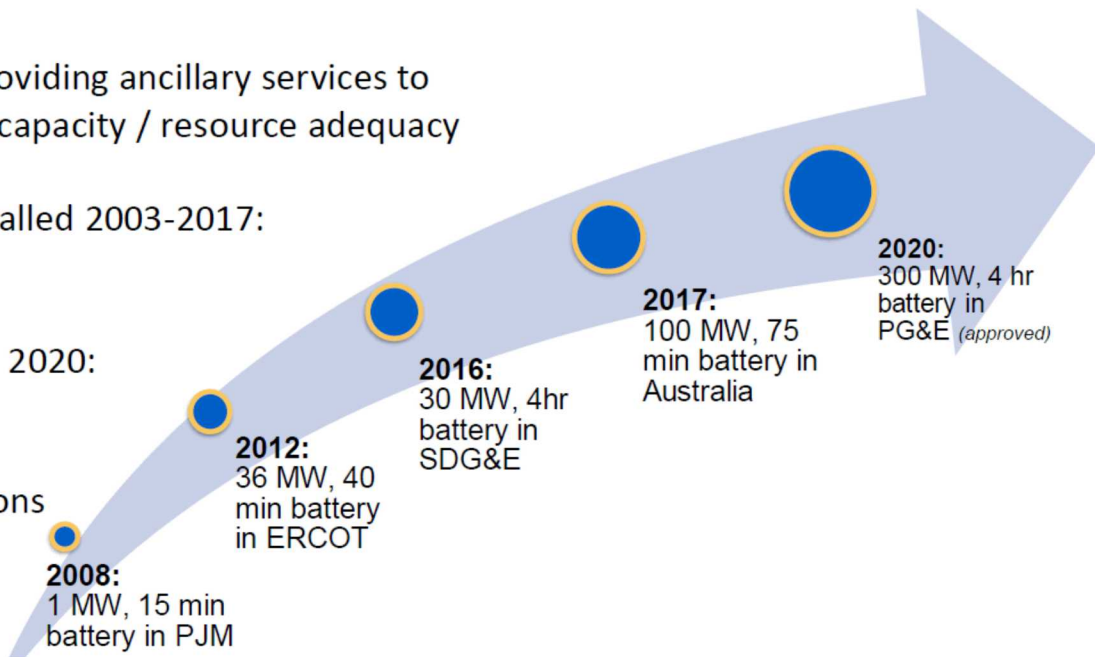 oviding ancillary services to
capacity / resource adequacy
alled 2003-2017:
2020:
ons
2008:
1 MW, 15 min
battery in PJM
2012:
36 MW, 40
min battery
in ERCOT
2016:
30 MW, 4hr
battery in
SDG&E
2017:
100 MW, 75
min battery in
Australia
2020:
300 MW, 4 hr
battery in
PG&E (approved)